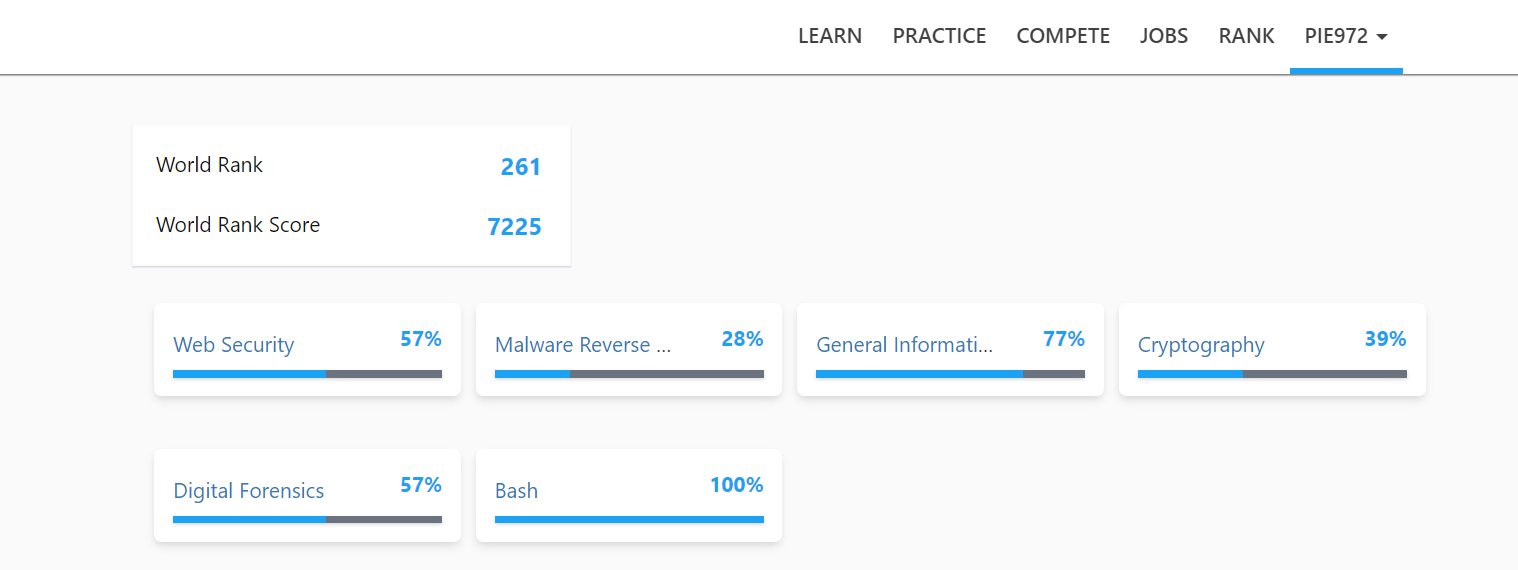 LEARN PRACTICE COMPETE JOBS RANK PIE972
World Rank 261
World Rank Score 7225
Web Security 57%
Malware Reverse ... 28%
General Informati... 77%
Cryptography 39%
Digital Forensics 57%
Bash 100%